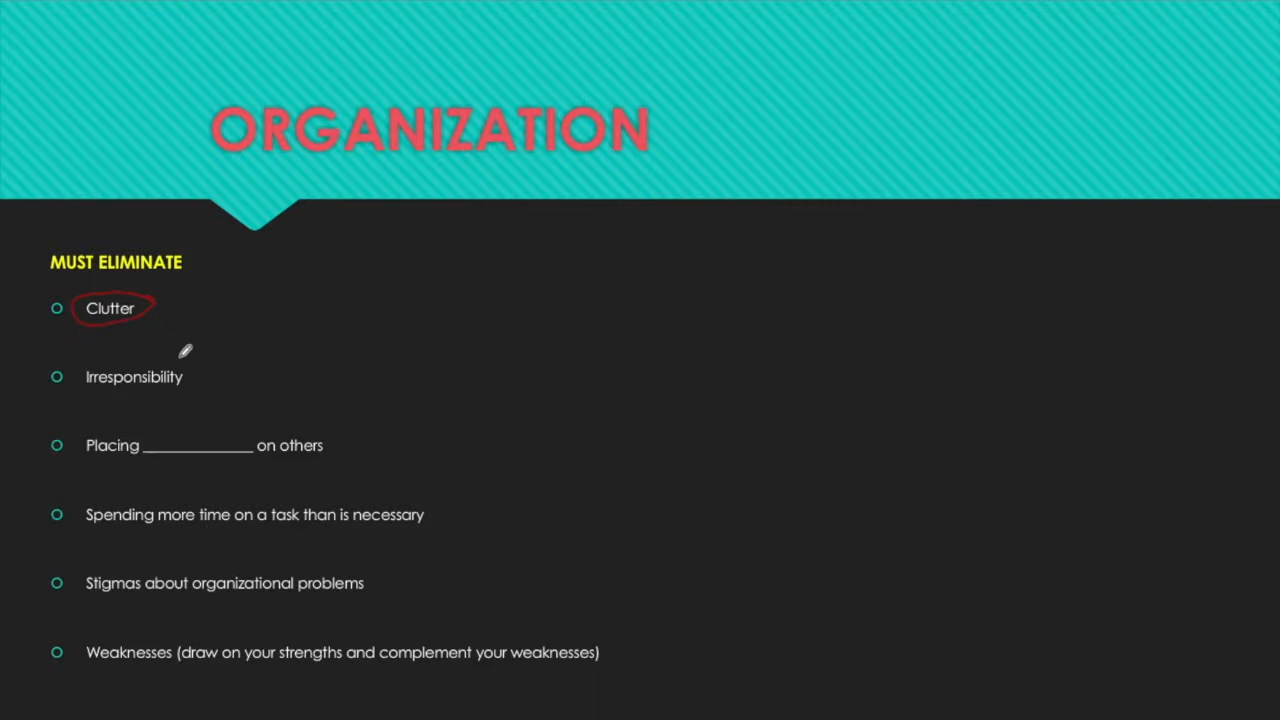 ORGANIZATION
MUST ELIMINATE
Clutter
Irresponsibility
Placing ______________ on others
Spending more time on a task than is necessary
Stigmas about organizational problems
Weaknesses (draw on your strengths and complement your weaknesses)